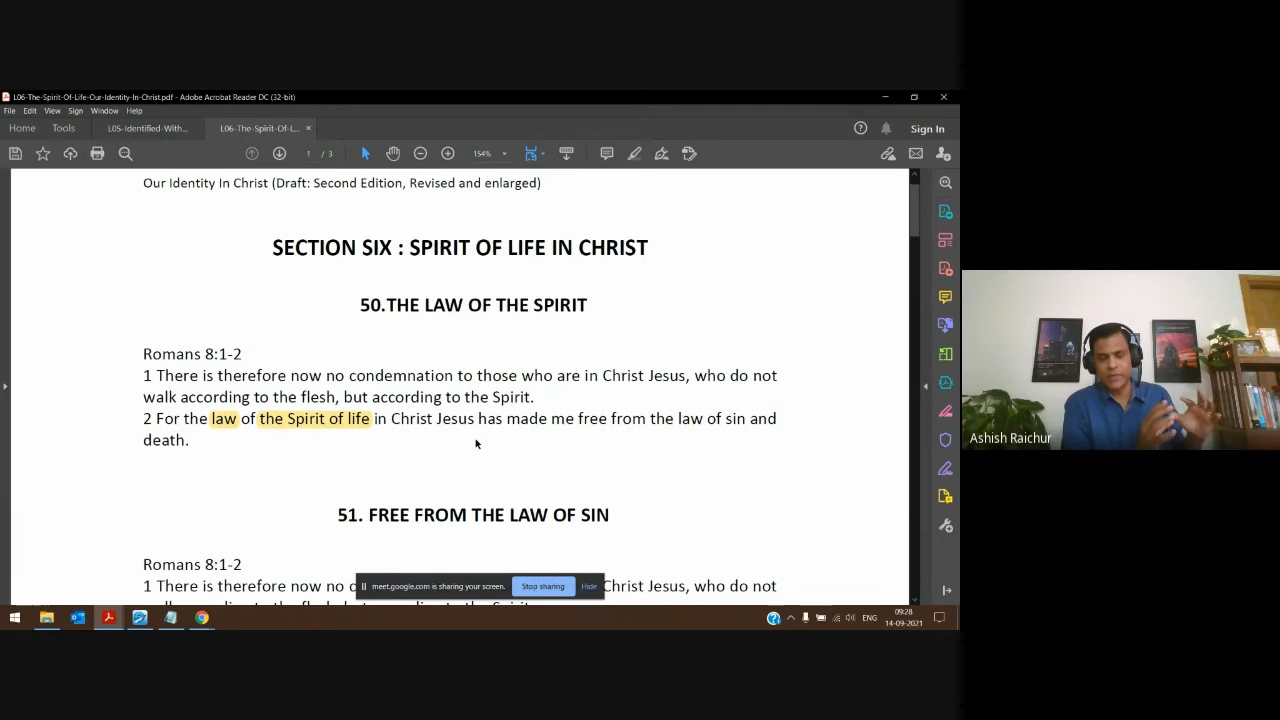 L06-The-Spirit-Of-Life-Our-Identity-In-Christ.pdf - Adobe Acrobat Reader DC (32-bit)
File Edit View Sign Window Help
Home Tools L05-Identified-With... L06-The-Spirit-Of-L... × Sign In
1 / 3 154%
Our Identity In Christ (Draft: Second Edition, Revised and enlarged)
SECTION SIX : SPIRIT OF LIFE IN CHRIST
50.THE LAW OF THE SPIRIT
Romans 8:1-2
1 There is therefore now no condemnation to those who are in Christ Jesus, who do not
walk according to the flesh, but according to the Spirit.
2 For the law of the Spirit of life in Christ Jesus has made me free from the law of sin and
death.
51. FREE FROM THE LAW OF SIN
Romans 8:1-2
1 There is therefore now no c
Christ Jesus, who do not
meet.google.com is sharing your screen. Stop sharing Hide
Ashish Raichur
ENG
09:28
14-09-2021